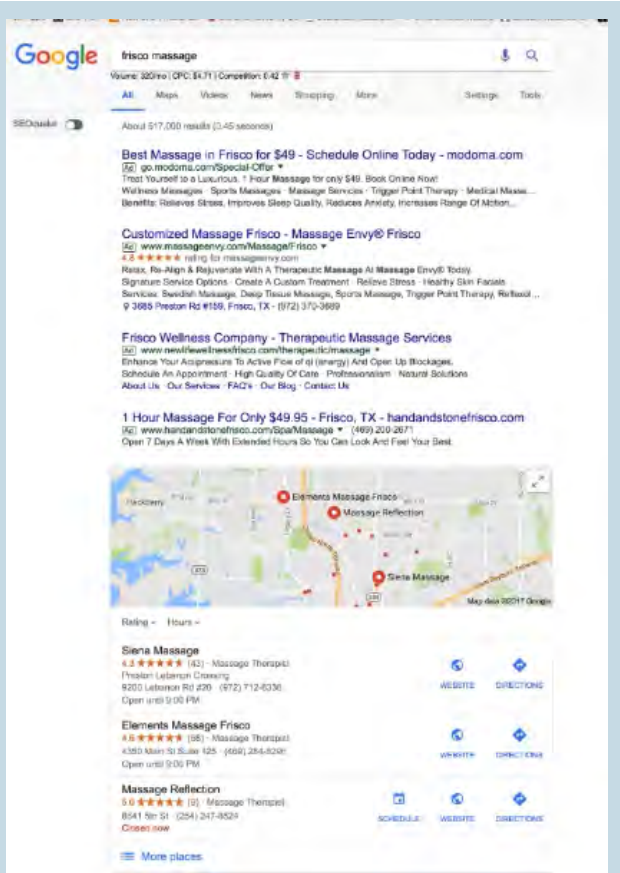 Google
frisco massage
Volume: 320/mo | CPC: $4.71 | Competition: 0.42
All Maps Videos News Shopping More Settings Tools
SEOquake
About 517,000 results (0.45 seconds)
Best Massage in Frisco for $49 - Schedule Online Today - modoma.com
Ad go.modoma.com/Special-Offer
Treat Yourself to a Luxurious, 1 Hour Massage for only $49. Book Online Now!
Wellness Massages · Sports Massages · Massage Services · Trigger Point Therapy · Medical Massa...
Benefits: Relieves Stress, Improves Sleep Quality, Reduces Anxiety, Increases Range Of Motion...
Customized Massage Frisco - Massage Envy® Frisco
Ad www.massageenvy.com/Massage/Frisco
4.8 ★★★★★ rating for massageenvy.com
Relax, Re-Align & Rejuvenate With A Therapeutic Massage At Massage Envy® Today.
Signature Service Options · Create A Custom Treatment · Relieve Stress · Healthy Skin Facials
Services: Swedish Massage, Deep Tissue Massage, Sports Massage, Trigger Point Therapy, Reflexol...
3685 Preston Rd #159, Frisco, TX - (972) 370-3689
Frisco Wellness Company - Therapeutic Massage Services
Ad www.newlifewellnessfrisco.com/therapeutic/massage
Enhance Your Acupressure To Active Flow of qi (energy) And Open Up Blockages.
Schedule An Appointment · High Quality Of Care · Professionalism · Natural Solutions
About Us · Our Services · FAQ's · Our Blog · Contact Us
1 Hour Massage For Only $49.95 - Frisco, TX - handandstonefrisco.com
Ad www.handandstonefrisco.com/Spa/Massage (469) 200-2671
Open 7 Days A Week With Extended Hours So You Can Look And Feel Your Best
Hackberry
Elements Massage Frisco
Massage Reflection
Siena Massage
Map data ©2017 Google
Rating Hours
Siena Massage
4.3 ★★★★★ (43) · Massage Therapist
Preston Lebanon Crossing
9200 Lebanon Rd #20 · (972) 712-6336
Open until 9:00 PM
WEBSITE DIRECTIONS
Elements Massage Frisco
4.6 ★★★★★ · Massage Therapist
4350 Main St Suite 125
Open until 9:00 PM
WEBSITE DIRECTIONS
Massage Reflection
5.0 ★★★★★ · Massage Therapist
8541 5th St · (254) 247-8524
Closed now
SCHEDULE WEBSITE DIRECTIONS
More places